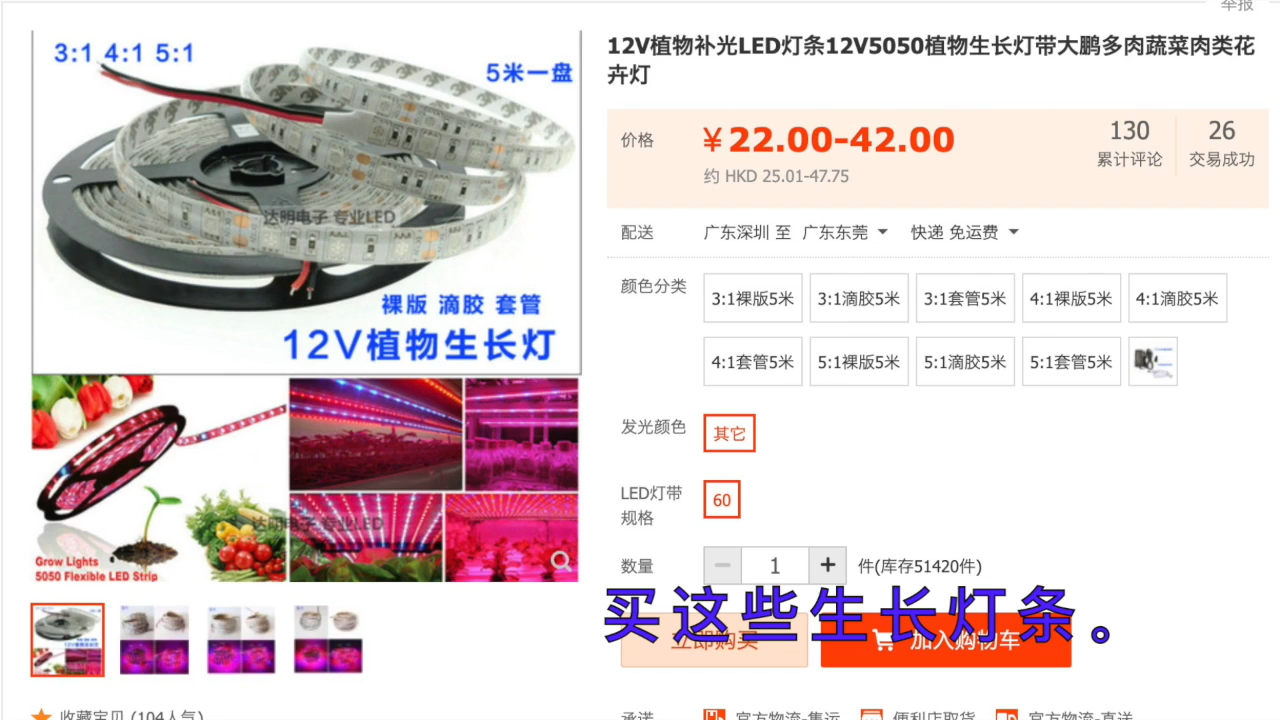 举报
3:1 4:1 5:1
5米一盘
达明电子 专业LED
裸版 滴胶 套管
12V植物生长灯
达明电子 专业LED
Grow Lights
5050 Flexible LED Strip
12V植物补光LED灯条12V5050植物生长灯带大鹏多肉蔬菜肉类花
卉灯
价格
¥22.00-42.00
约 HKD 25.01-47.75
130
累计评论
26
交易成功
配送
广东深圳 至 广东东莞
快递 免运费
颜色分类
3:1裸版5米
3:1滴胶5米
3:1套管5米
4:1裸版5米
4:1滴胶5米
4:1套管5米
5:1裸版5米
5:1滴胶5米
5:1套管5米
发光颜色
其它
LED灯带
规格
60
数量
1
件(库存51420件)
买这些生长灯条。
立即购买
加入购物车
收藏宝贝 (104人气)
承诺
官方物流-集运
便利店取货
官方物流-直送